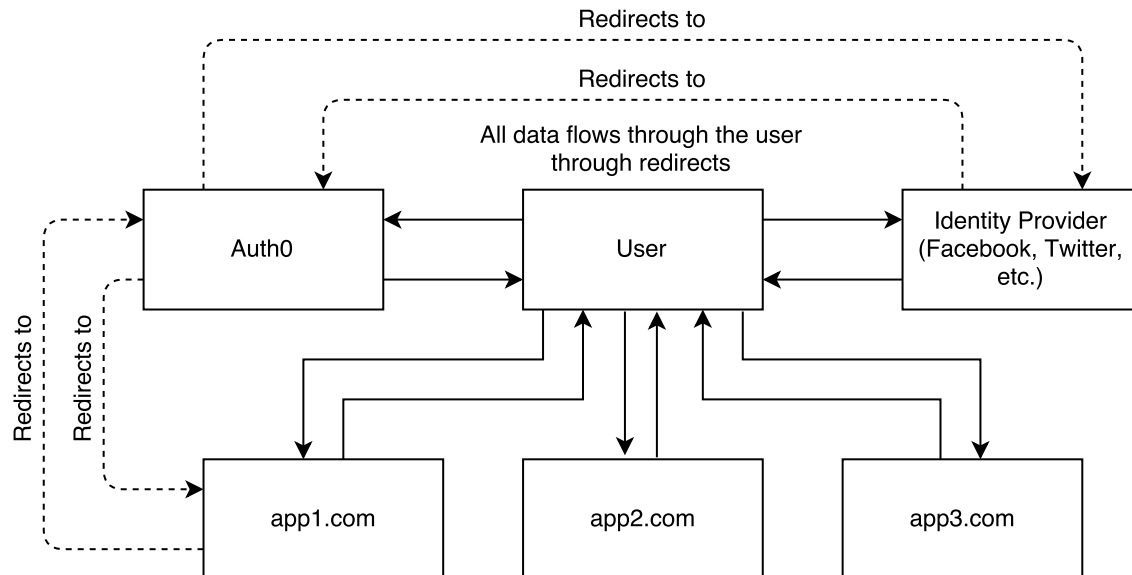 Redirects to
Redirects to
All data flows through the user
through redirects
Auth0
User
Identity Provider
(Facebook, Twitter,
etc.)
Redirects to
Redirects to
app1.com
app2.com
app3.com